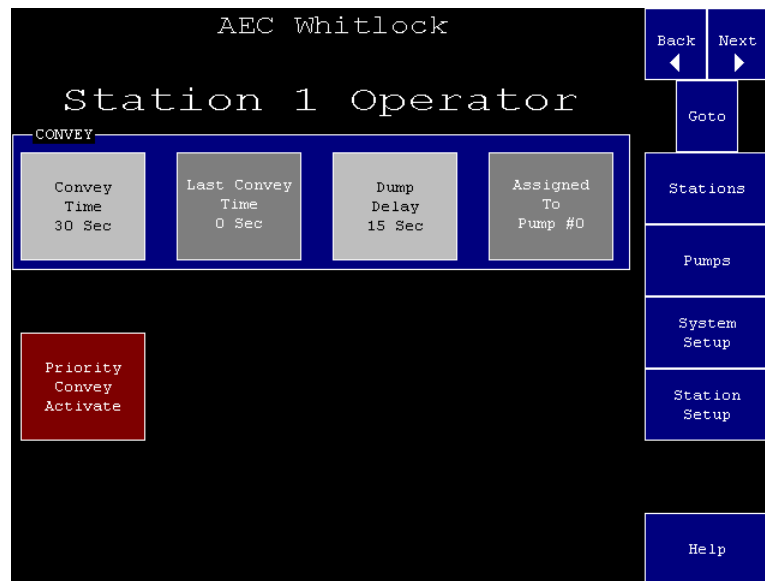 AEC Whitlock
Back Next
Station 1 Operator
Goto
CONVEY
Convey
Time
30 Sec
Last Convey
Time
0 Sec
Dump
Delay
15 Sec
Assigned
To
Pump #0
Stations
Pumps
System
Setup
Priority
Convey
Activate
Station
Setup
Help